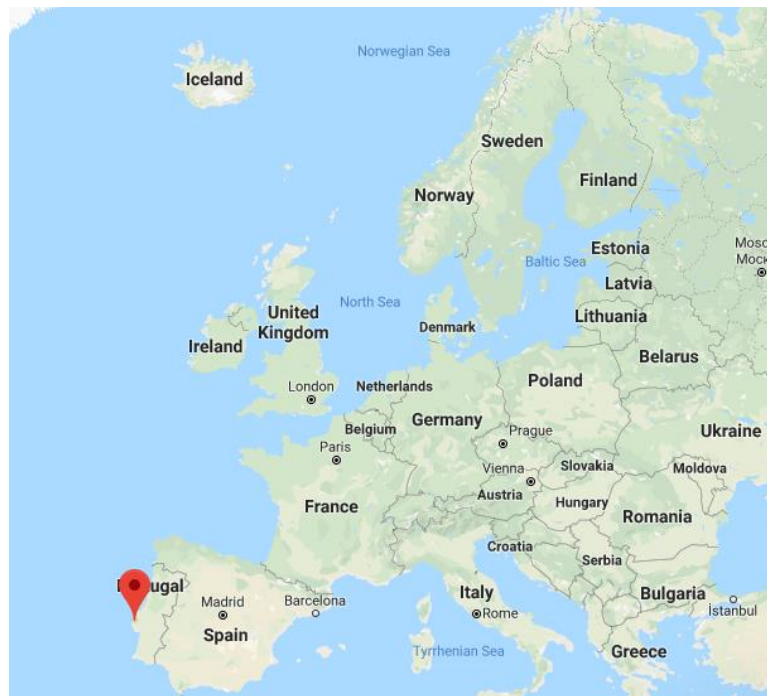 Norwegian Sea
Iceland
Sweden
Finland
Norway
Estonia
Mosc
Моск
Baltic Sea
Latvia
North Sea
United
Kingdom
Lithuania
Denmark
Ireland
Belarus
London
Netherlands
Poland
Germany
Ukraine
Belgium
Prague
Paris
Vienna
Slovakia
Moldova
Austria
France
Hungary
Romania
Croatia
Serbia
P ugal
Italy
Bulgaria
Madrid
Barcelona
Rome
İstanbul
Spain
Tyrrhenian Sea
Greece